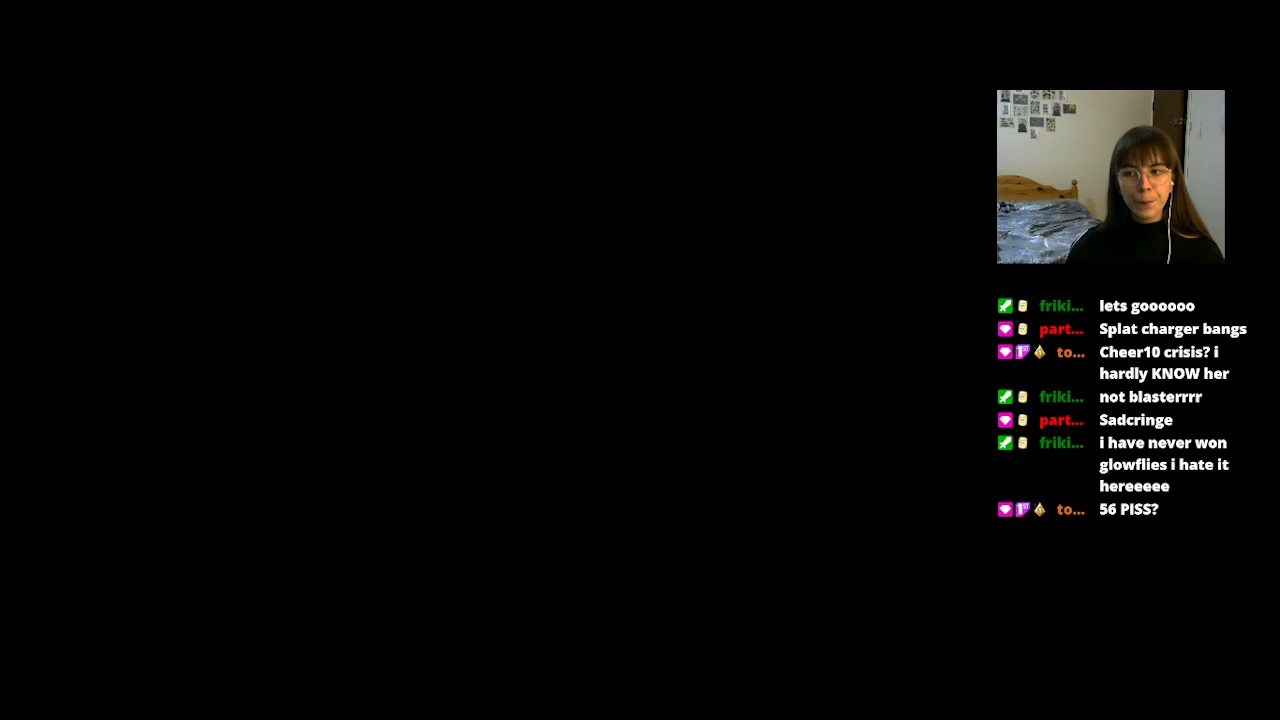 friki... lets goooooo
part... Splat charger bangs
to... Cheer10 crisis? i
hardly KNOW her
friki... not blasterrrr
part... Sadcringe
friki... i have never won
glowflies i hate it
hereeeee
to... 56 PISS?